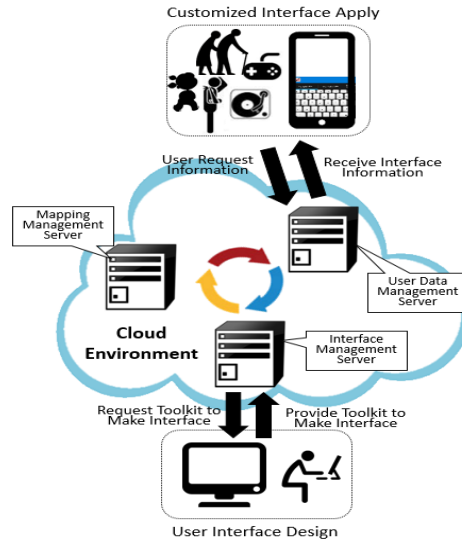 Customized Interface Apply
User Request
Information
Receive Interface
Information
Mapping
Management
Server
User Data
Management
Server
Cloud
Environment
Interface
Management
Server
Request Toolkit to
Make Interface
Provide Toolkit to
Make Interface
User Interface Design